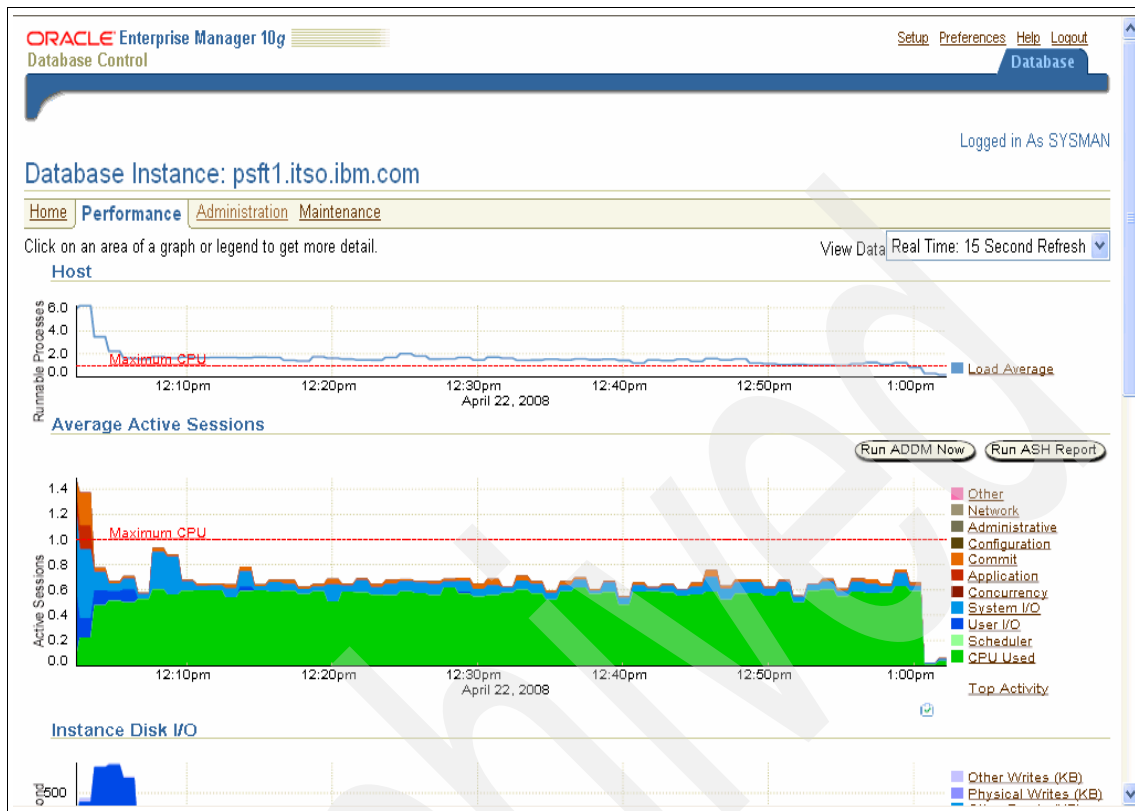 ORACLE Enterprise Manager 10g
Database Control
Setup Preferences Help Logout
Database
Logged in As SYSMAN
Database Instance: psft1.itso.ibm.com
Home Performance Administration Maintenance
Click on an area of a graph or legend to get more detail.
View Data Real Time: 15 Second Refresh
Host
Runnable Processes
6.0
4.0
2.0
0.0
Maximum CPU
12:10pm 12:20pm 12:30pm 12:40pm 12:50pm 1:00pm
April 22, 2008
Load Average
Average Active Sessions
Run ADDM Now Run ASH Report
Active Sessions
1.4
1.2
1.0
0.8
0.6
0.4
0.2
0.0
Maximum CPU
12:10pm 12:20pm 12:30pm 12:40pm 12:50pm 1:00pm
April 22, 2008
Other
Network
Administrative
Configuration
Commit
Application
Concurrency
System I/O
User I/O
Scheduler
CPU Used
Top Activity
Instance Disk I/O
500
Other Writes (KB)
Physical Writes (KB)